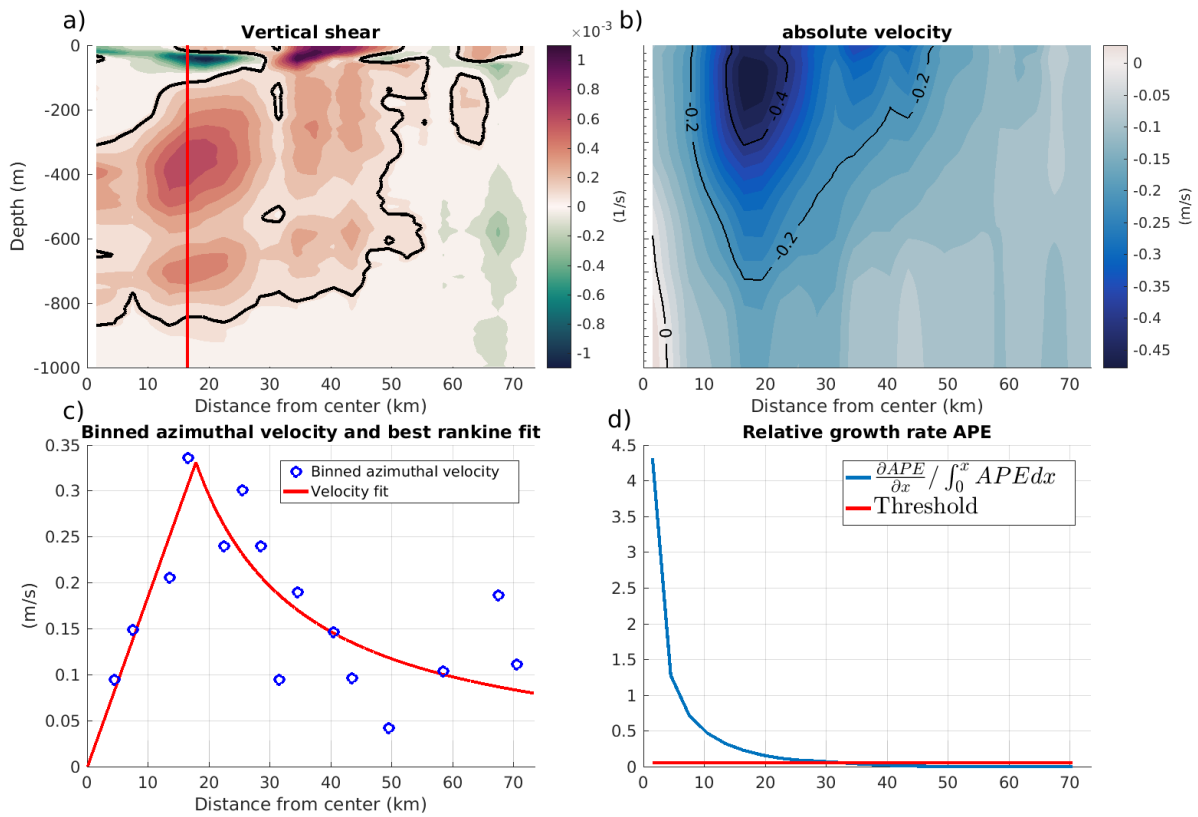 a)
Vertical shear
×10⁻³
0
-200
-400
-600
-800
-1000
Depth (m)
0 10 20 30 40 50 60 70
Distance from center (km)
1
0.8
0.6
0.4
0.2
0
-0.2
-0.4
-0.6
-0.8
-1
(1/s)
b)
absolute velocity
-0.2
-0.4
-0.2
-0.2
0
0 10 20 30 40 50 60 70
Distance from center (km)
0
-0.05
-0.1
-0.15
-0.2
-0.25
-0.3
-0.35
-0.4
-0.45
(m/s)
c)
Binned azimuthal velocity and best rankine fit
Binned azimuthal velocity
Velocity fit
0.35
0.3
0.25
0.2
0.15
0.1
0.05
0
(m/s)
0 10 20 30 40 50 60 70
Distance from center (km)
d)
Relative growth rate APE
∂APE/∂x / ∫₀ˣ APEdx
Threshold
4.5
4
3.5
3
2.5
2
1.5
1
0.5
0
0 10 20 30 40 50 60 70